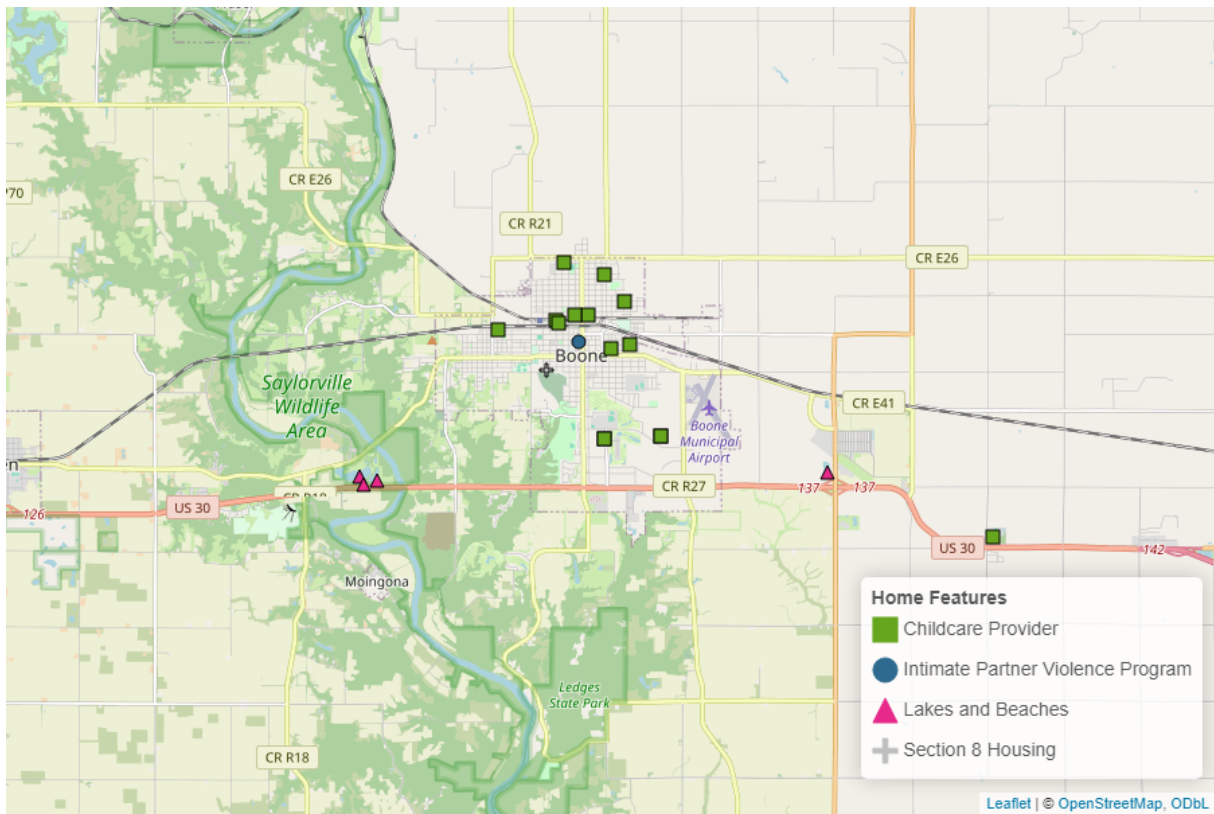 CR E26
P70
CR R21
CR E26
Boone
Saylorville
Wildlife
Area
CR E41
Boone
Municipal
Airport
en
CR R27
137
137
US 30
126
US 30
142
Moingona
Ledges
State Park
CR R18
Home Features
Childcare Provider
Intimate Partner Violence Program
Lakes and Beaches
Section 8 Housing
Leaflet | © OpenStreetMap, ODbL